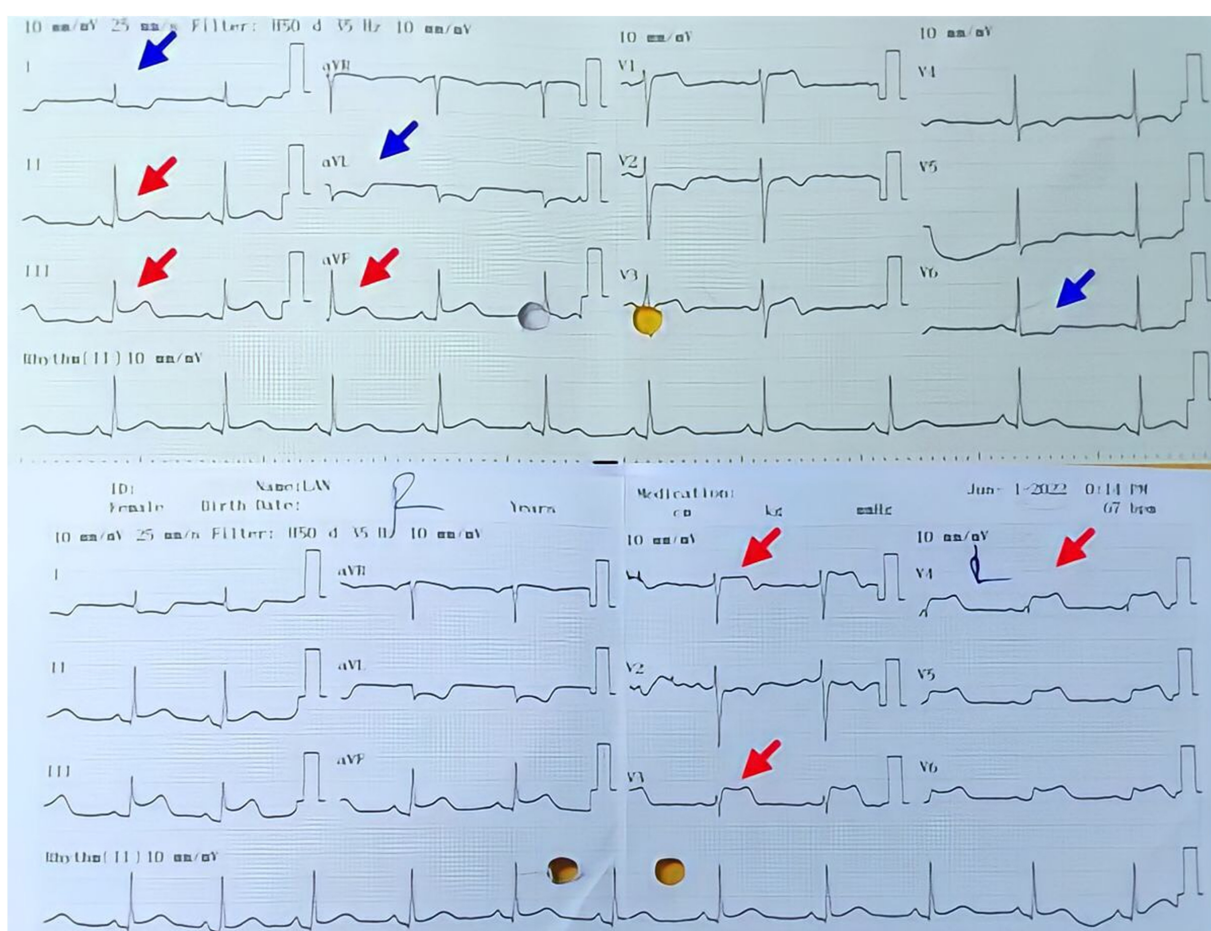 10 mm/mV 25 mm/s Filter: H50 d 35 Hz 10 mm/mV
10 mm/mV
10 mm/mV
I
aVR
V1
V4
II
aVL
V2
V5
III
aVF
V3
V6
Rhythm(II)10 mm/mV
ID:
Name:LAN
Medication:
Jun- 1-2022 0:14 PM
Female
Birth Date:
Years
cm
kg
mmHg
67 bpm
10 mm/mV 25 mm/s Filter: H50 d 35 Hz 10 mm/mV
10 mm/mV
10 mm/mV
I
aVR
V4
II
aVL
V2
V5
III
aVF
V3
V6
Rhythm(II)10 mm/mV